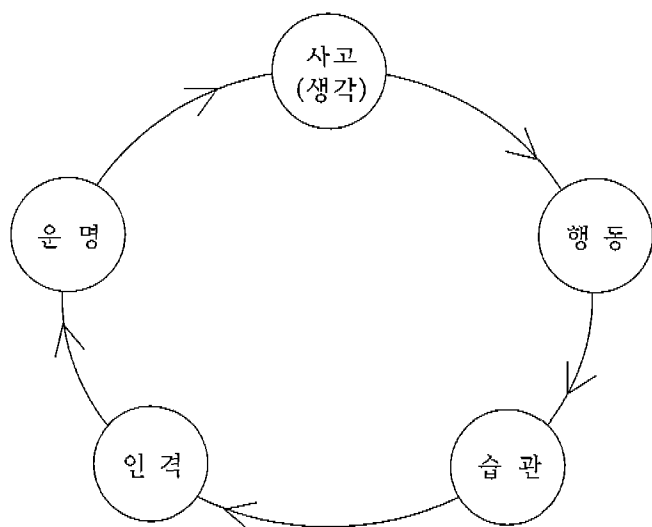 사고
(생각)
행 동
습 관
인 격
운 명